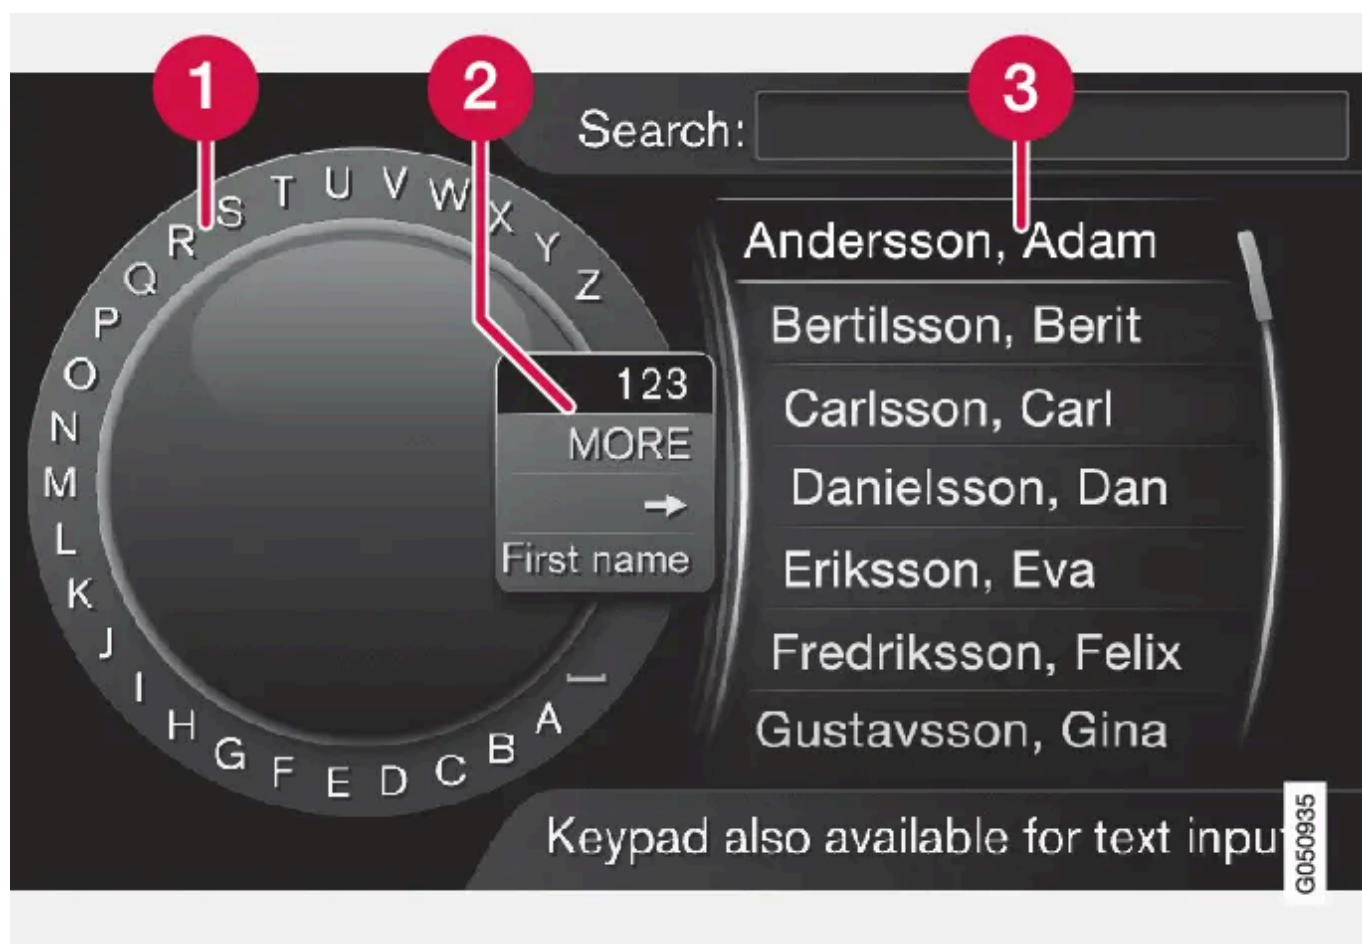 1
2
3
Search:
S T U V W X Y Z
R
Q
P
O
N
M
L
K
J
I
H
G
F E D C B A
123
MORE
→
First name
Andersson, Adam
Bertilsson, Berit
Carlsson, Carl
Danielsson, Dan
Eriksson, Eva
Fredriksson, Felix
Gustavsson, Gina
Keypad also available for text inpu
G050935